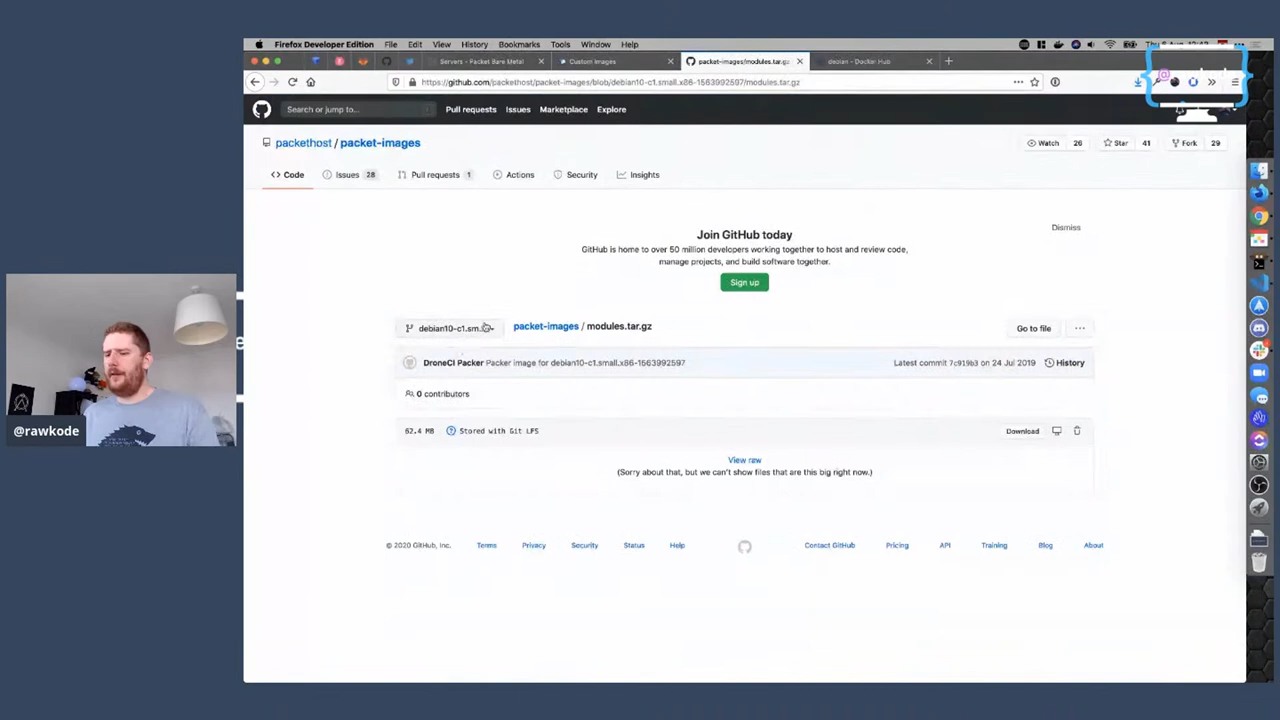 Firefox Developer Edition File Edit View History Bookmarks Tools Window Help
Servers - Packet Bare Metal
Custom Images
packet-images/modules.tar.gz
debian - Docker Hub
https://github.com/packethost/packet-images/blob/debian10-c1.small.x86-1563992597/modules.tar.gz
Search or jump to...
Pull requests Issues Marketplace Explore
packethost / packet-images
Watch 26 Star 41 Fork 29
Code Issues 28 Pull requests 1 Actions Security Insights
Join GitHub today
Dismiss
GitHub is home to over 50 million developers working together to host and review code,
manage projects, and build software together.
Sign up
debian10-c1.sm...
packet-images / modules.tar.gz
Go to file
DroneCI Packer Packer image for debian10-c1.small.x86-1563992597
Latest commit 7c919b3 on 24 Jul 2019 History
0 contributors
62.4 MB Stored with Git LFS
Download
View raw
(Sorry about that, but we can't show files that are this big right now.)
© 2020 GitHub, Inc. Terms Privacy Security Status Help Contact GitHub Pricing API Training Blog About
@rawkode